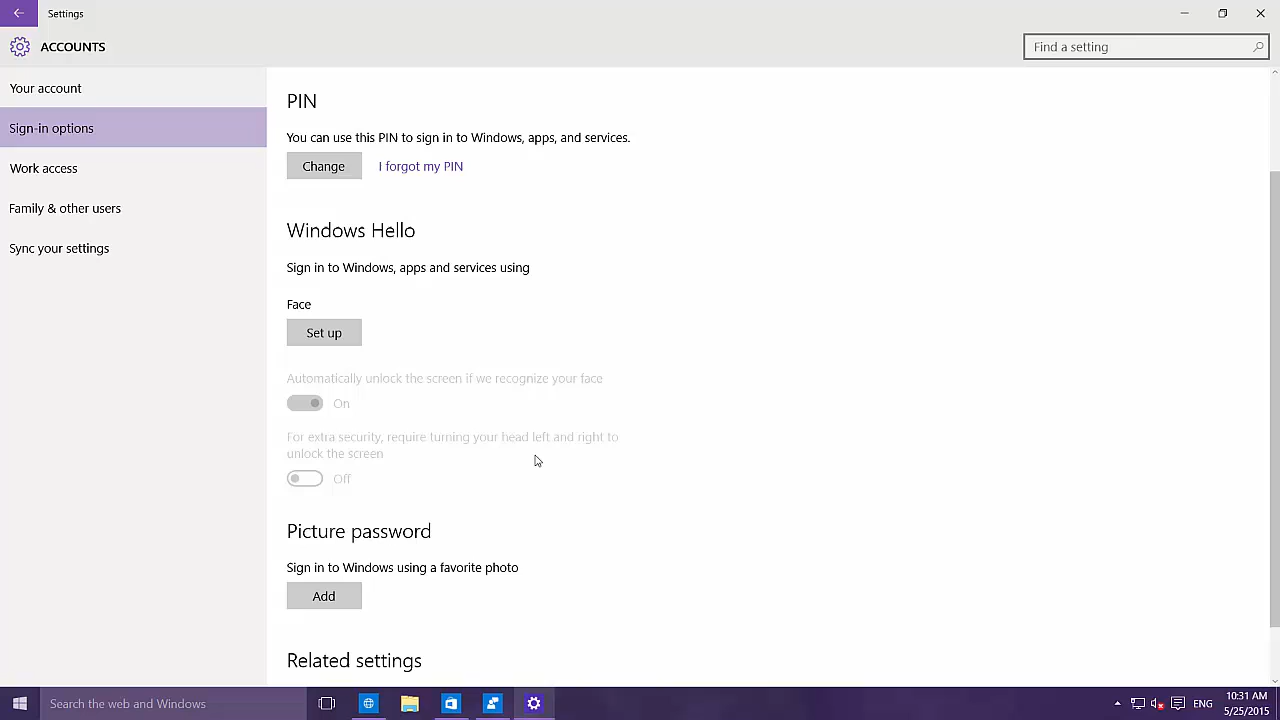 Settings
ACCOUNTS
Find a setting
Your account
Sign-in options
Work access
Family & other users
Sync your settings
PIN
You can use this PIN to sign in to Windows, apps, and services.
Change
I forgot my PIN
Windows Hello
Sign in to Windows, apps and services using
Face
Set up
Automatically unlock the screen if we recognize your face
On
For extra security, require turning your head left and right to
unlock the screen
Off
Picture password
Sign in to Windows using a favorite photo
Add
Related settings
Search the web and Windows
ENG
10:31 AM
5/25/2015